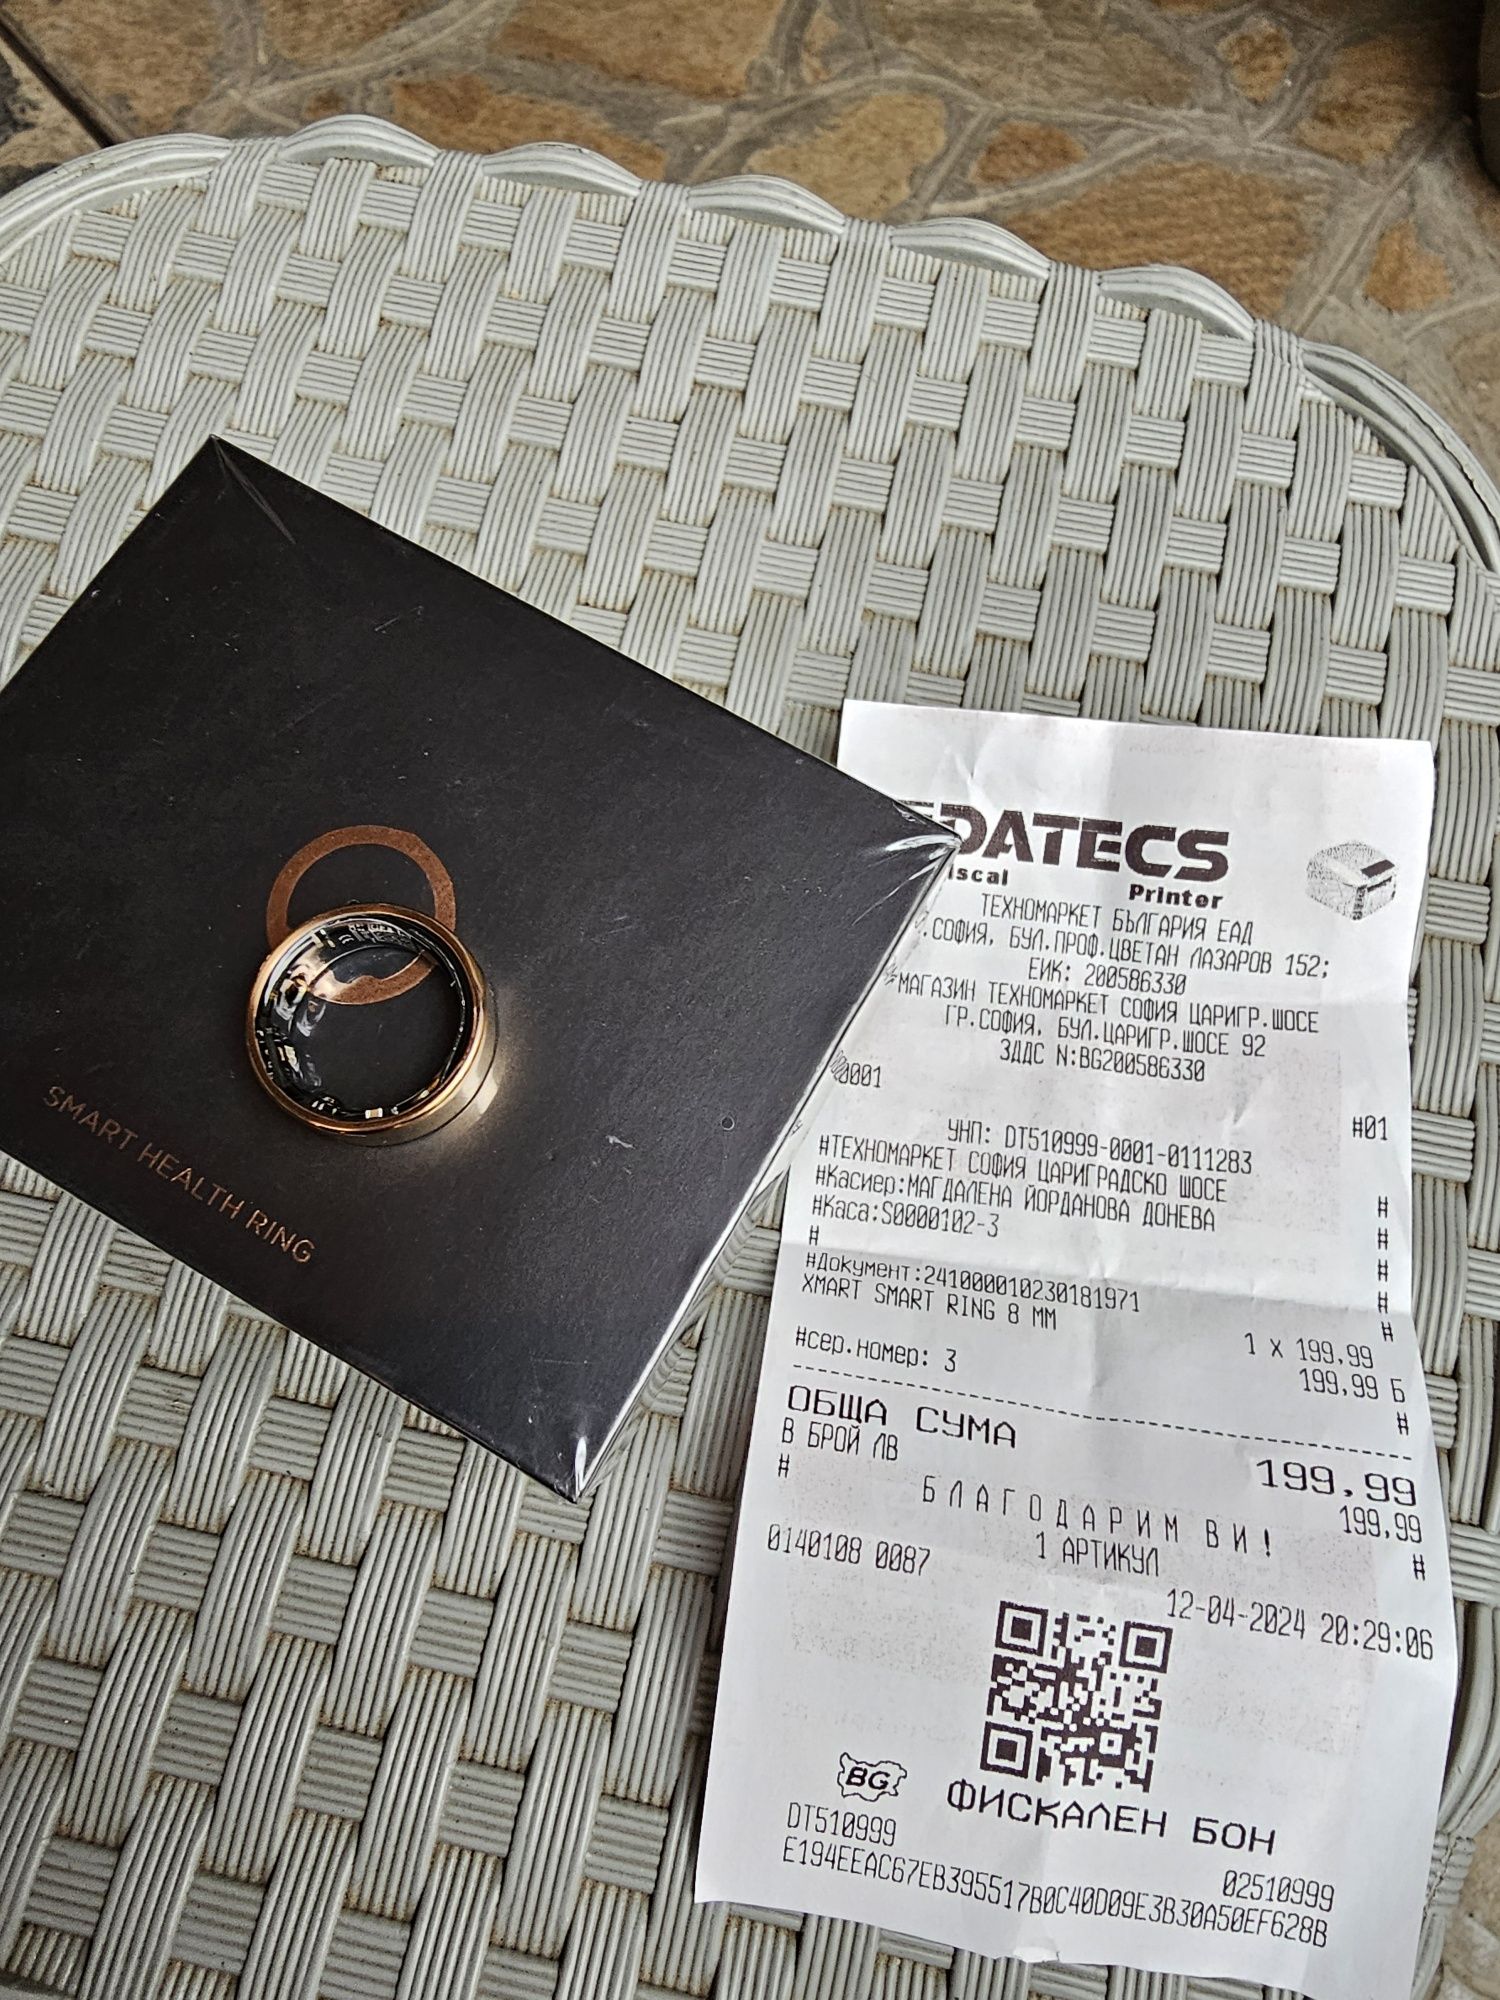 SMART HEALTH RING
DATECS
iscal Printer
ТЕХНОМАРКЕТ БЪЛГАРИЯ ЕАД
.СОФИЯ, БУЛ.ПРОФ.ЦВЕТАН ЛАЗАРОВ 152;
ЕИК: 200586330
МАГАЗИН ТЕХНОМАРКЕТ СОФИЯ ЦАРИГР.ШОСЕ
ГР.СОФИЯ, БУЛ.ЦАРИГР.ШОСЕ 92
ЗДДС N:BG200586330
0001 #01
УНП: DT510999-0001-0111283
#ТЕХНОМАРКЕТ СОФИЯ ЦАРИГРАДСКО ШОСЕ #
#Касиер:МАГДАЛЕНА ЙОРДАНОВА ДОНЕВА #
#Каса:S0000102-3 #
# #
#Документ:241000010230181971 #
XMART SMART RING 8 MM
1 x 199.99
199.99 Б
#сер.номер: 3 #
ОБЩА СУМА 199.99
В БРОЙ ЛВ 199.99
# #
БЛАГОДАРИМ ВИ!
1 АРТИКУЛ
0140108 0087 12-04-2024 20:29:06
BG ФИСКАЛЕН БОН
DT510999 02510999
E194EEAC67EB395517B0C40D09E3B30A50EF628B